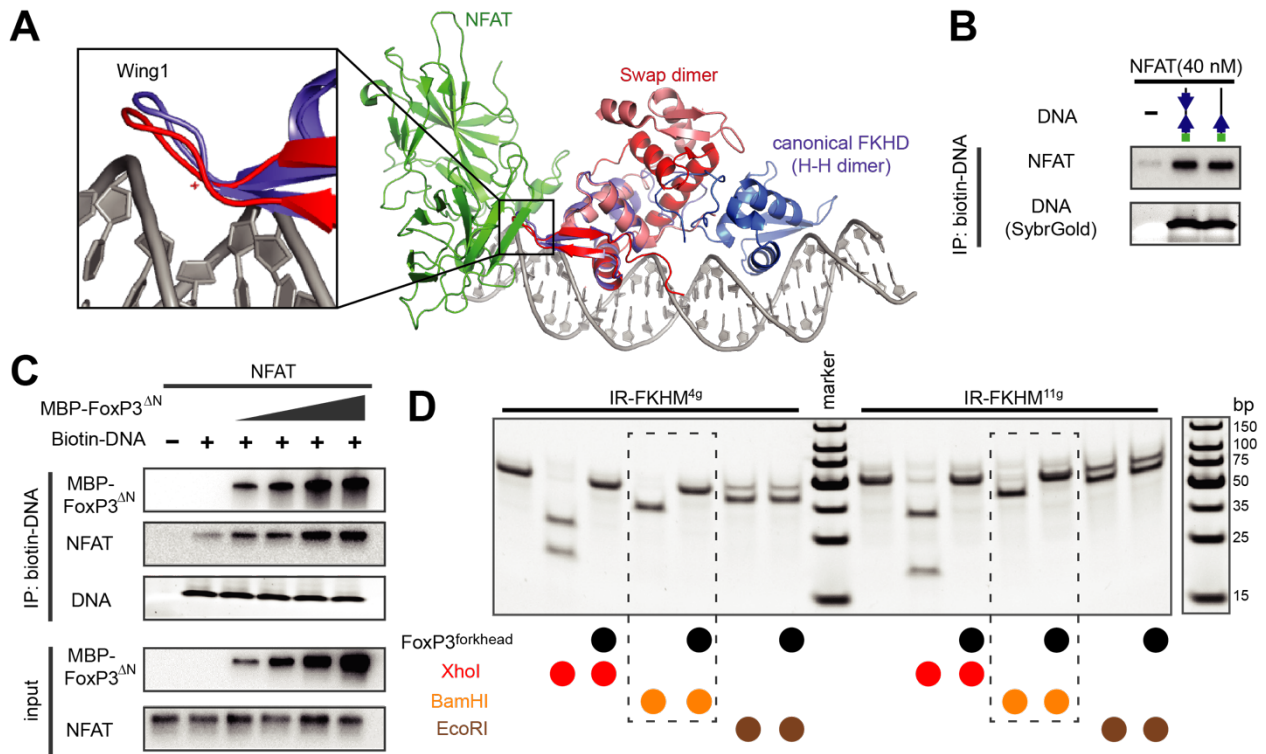 A
NFAT
Wing1
Swap dimer
canonical FKHD
(H-H dimer)
B
NFAT(40 nM)
DNA
–
IP: biotin-DNA
NFAT
DNA
(SybrGold)
C
NFAT
MBP-FoxP3ΔN
Biotin-DNA – + + + + +
IP: biotin-DNA
MBP-
FoxP3ΔN
NFAT
DNA
input
MBP-
FoxP3ΔN
NFAT
D
IR-FKHM4g
marker
IR-FKHM11g
bp
150
100
75
50
35
25
15
FoxP3forkhead
XhoI
BamHI
EcoRI